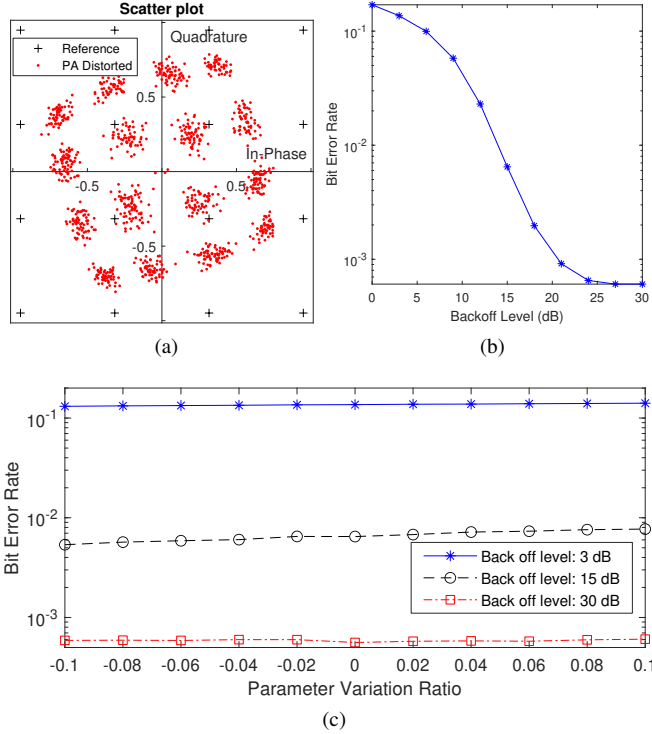 Scatter plot
Reference
PA Distorted
Quadrature
In-Phase
0.5
-0.5
0.5
-0.5
(a)
10^-1
10^-2
10^-3
Bit Error Rate
0 5 10 15 20 25 30
Backoff Level (dB)
(b)
10^-1
10^-2
10^-3
Bit Error Rate
Back off level: 3 dB
Back off level: 15 dB
Back off level: 30 dB
-0.1 -0.08 -0.06 -0.04 -0.02 0 0.02 0.04 0.06 0.08 0.1
Parameter Variation Ratio
(c)